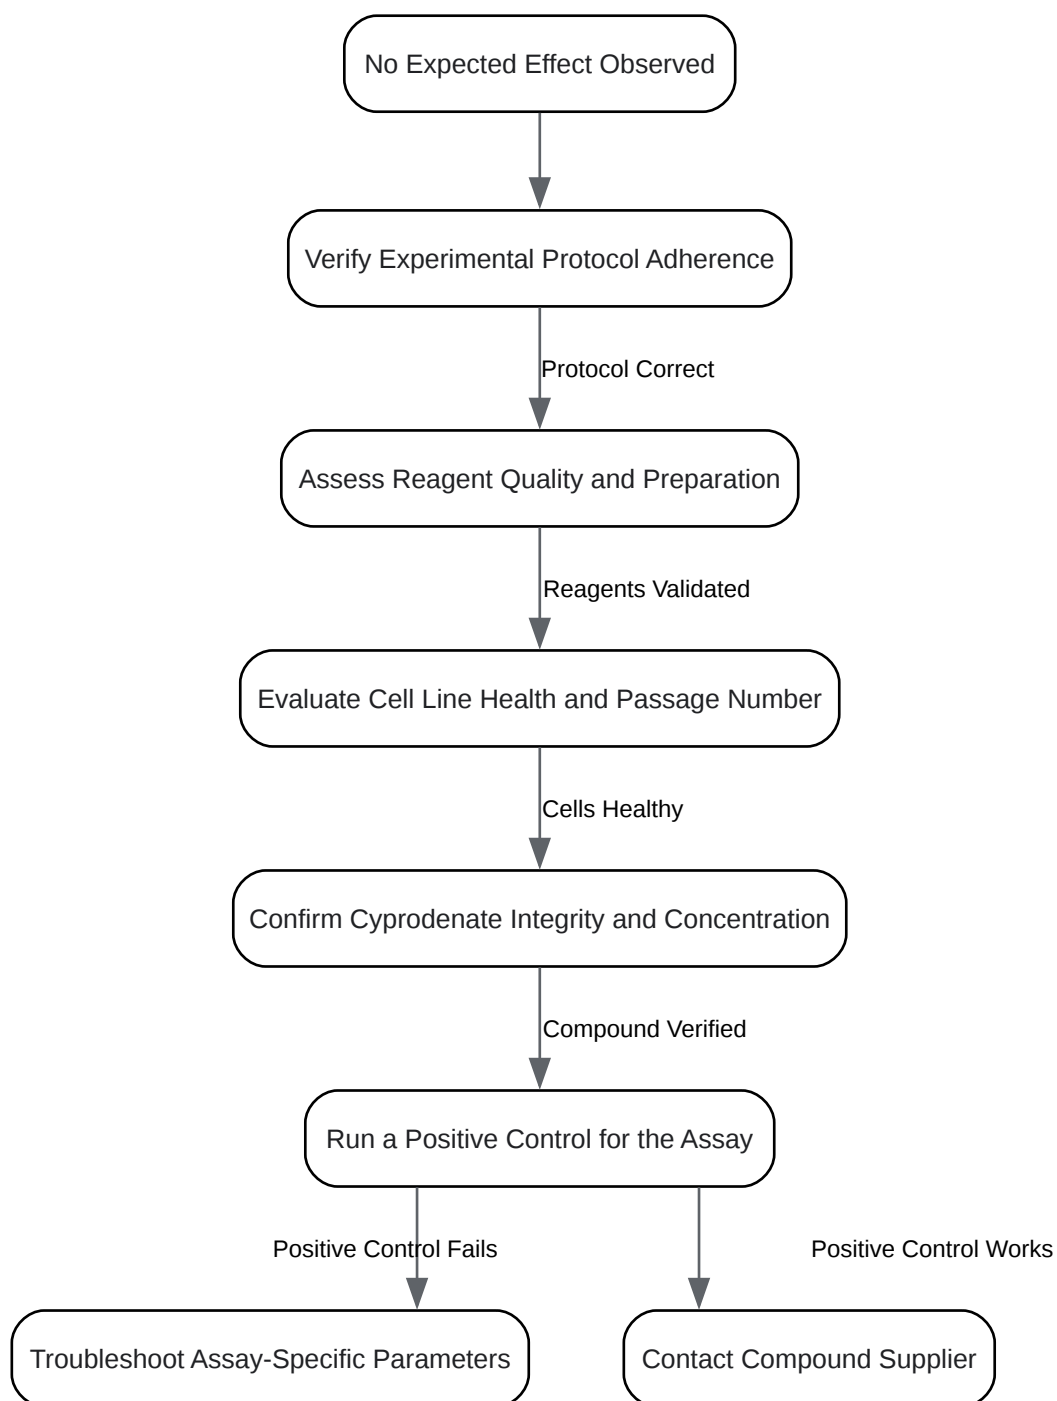 No Expected Effect Observed
Verify Experimental Protocol Adherence
Protocol Correct
Assess Reagent Quality and Preparation
Reagents Validated
Evaluate Cell Line Health and Passage Number
Cells Healthy
Confirm Cyprodenate Integrity and Concentration
Compound Verified
Run a Positive Control for the Assay
Positive Control Fails
Positive Control Works
Troubleshoot Assay-Specific Parameters
Contact Compound Supplier